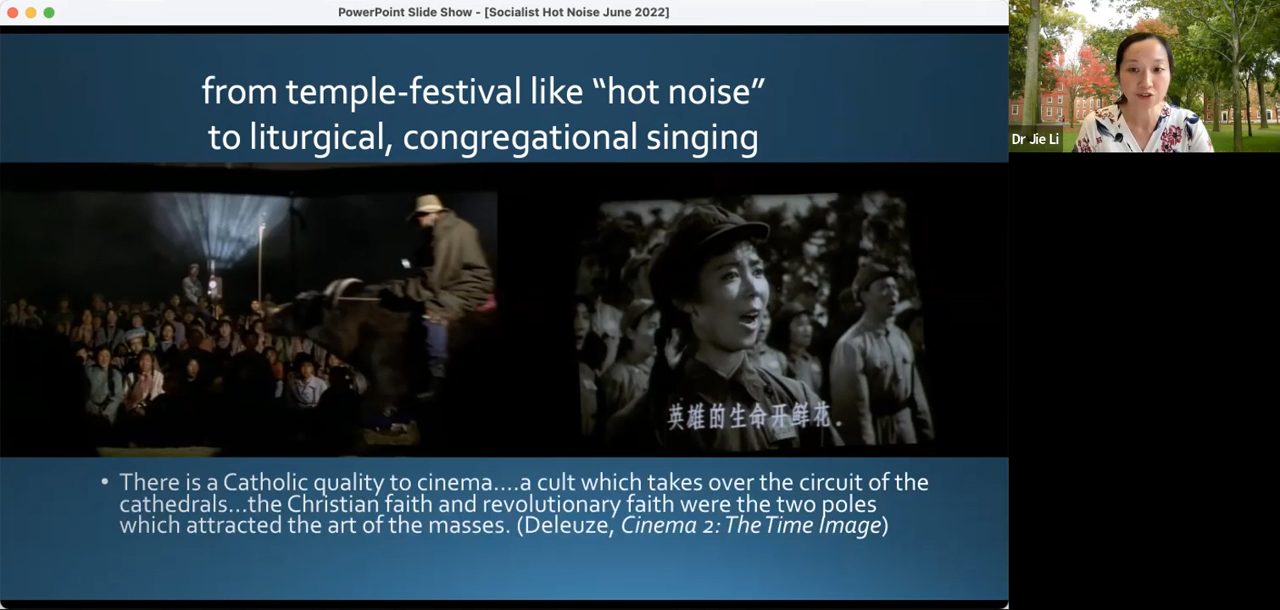 PowerPoint Slide Show - [Socialist Hot Noise June 2022]
from temple-festival like “hot noise”
to liturgical, congregational singing
Dr Jie Li
英雄的生命开鲜花.
• There is a Catholic quality to cinema....a cult which takes over the circuit of the
cathedrals...the Christian faith and revolutionary faith were the two poles
which attracted the art of the masses. (Deleuze, Cinema 2: The Time Image)